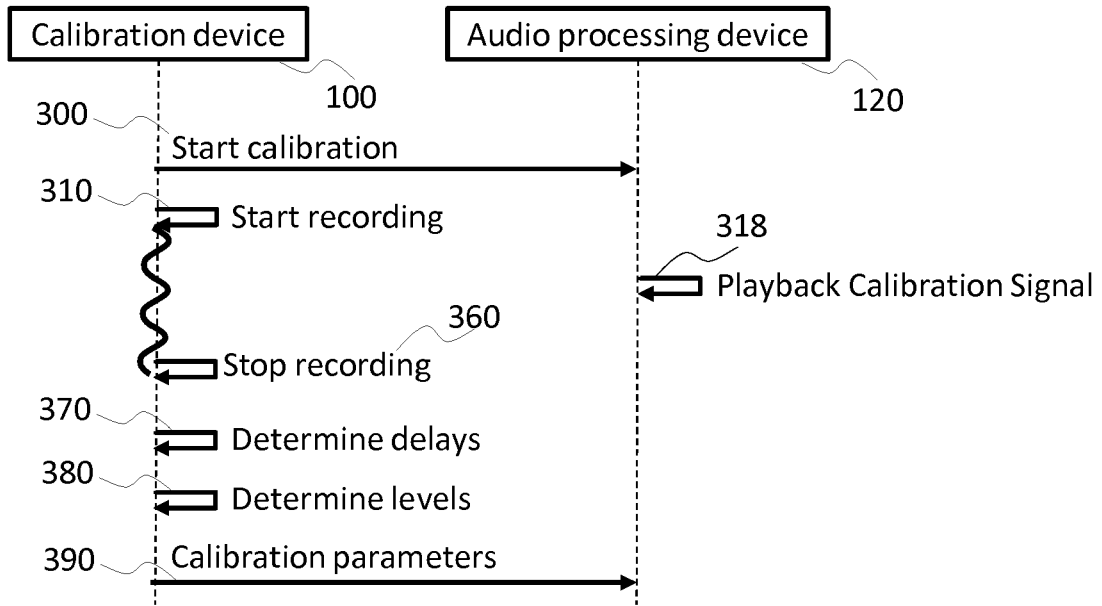 Calibration device
Audio processing device
100
120
300
Start calibration
310
Start recording
318
Playback Calibration Signal
360
Stop recording
370
Determine delays
380
Determine levels
390
Calibration parameters